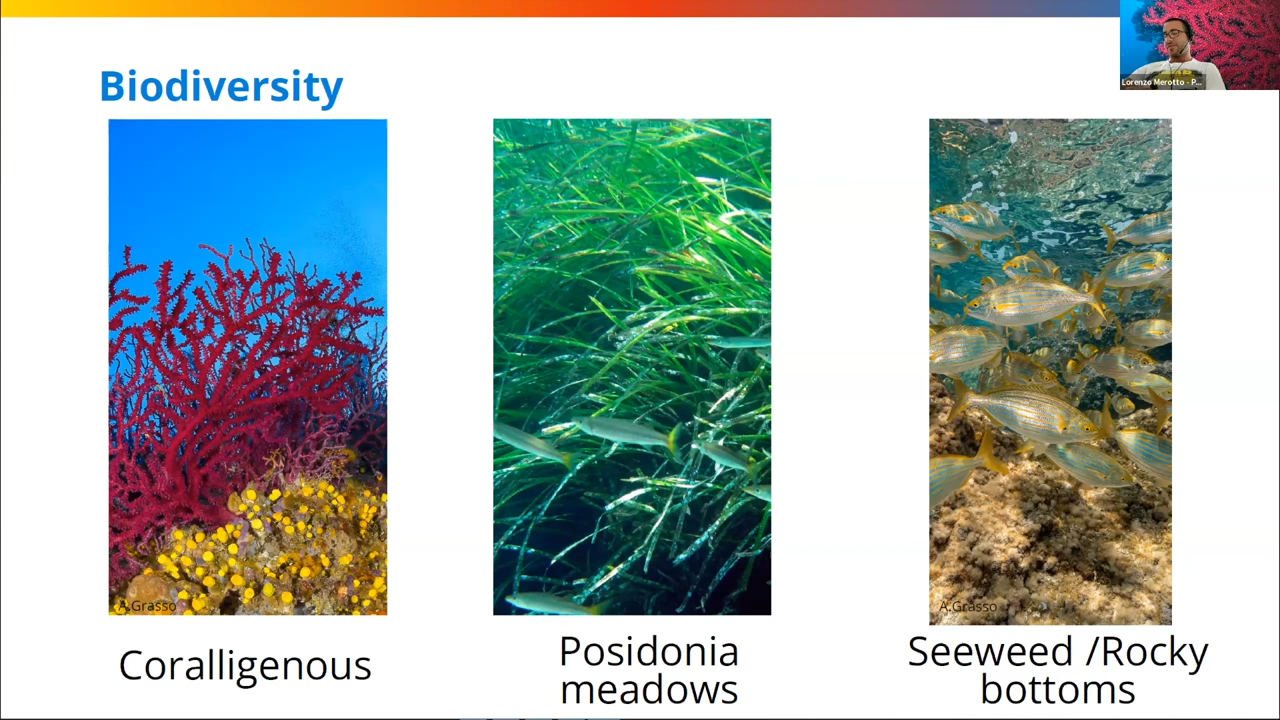 Biodiversity
Lorenzo Merotto - P...
A.Grasso
A.Grasso
Coralligenous
Posidonia
meadows
Seeweed /Rocky
bottoms